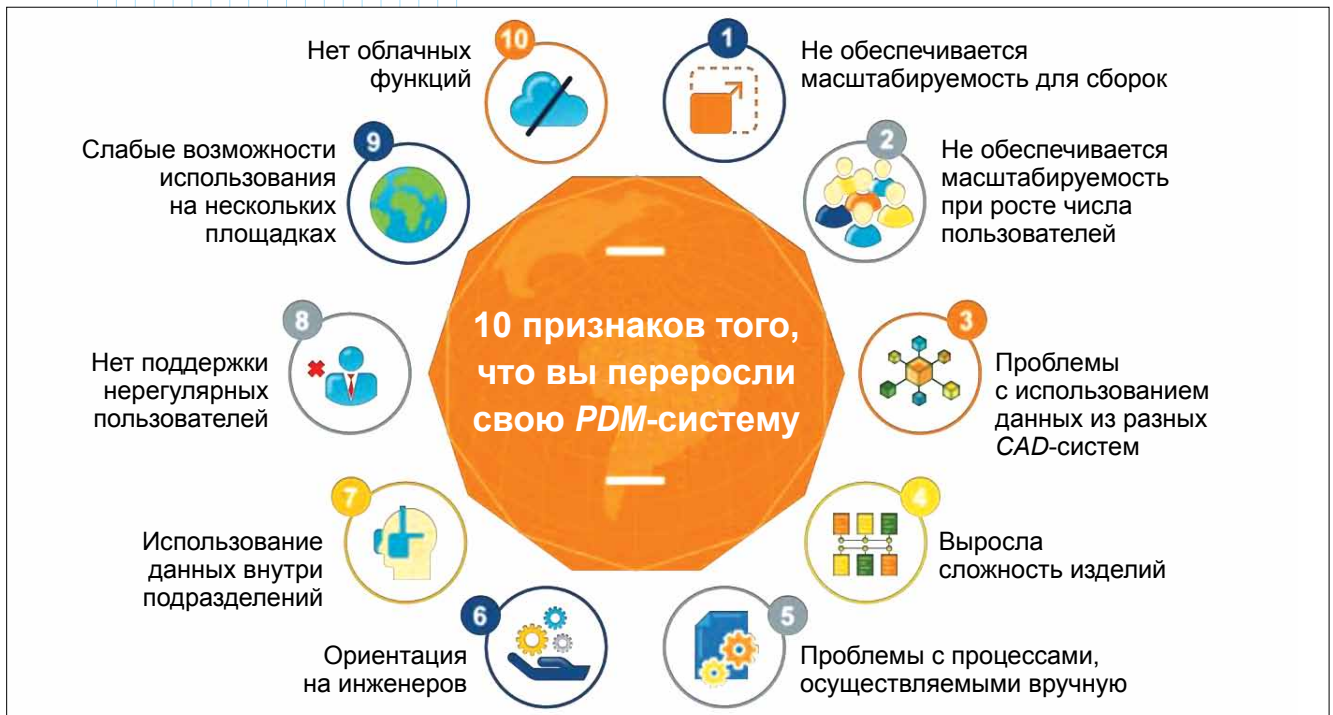 10 признаков того,
что вы переросли
свою PDM-систему
1
Не обеспечивается
масштабируемость для сборок
2
Не обеспечивается
масштабируемость
при росте числа
пользователей
3
Проблемы
с использованием
данных из разных
CAD-систем
4
Выросла
сложность изделий
5
Проблемы с процессами,
осуществляемыми вручную
6
Ориентация
на инженеров
7
Использование
данных внутри
подразделений
8
Нет поддержки
нерегулярных
пользователей
9
Слабые возможности
использования
на нескольких
площадках
10
Нет облачных
функций